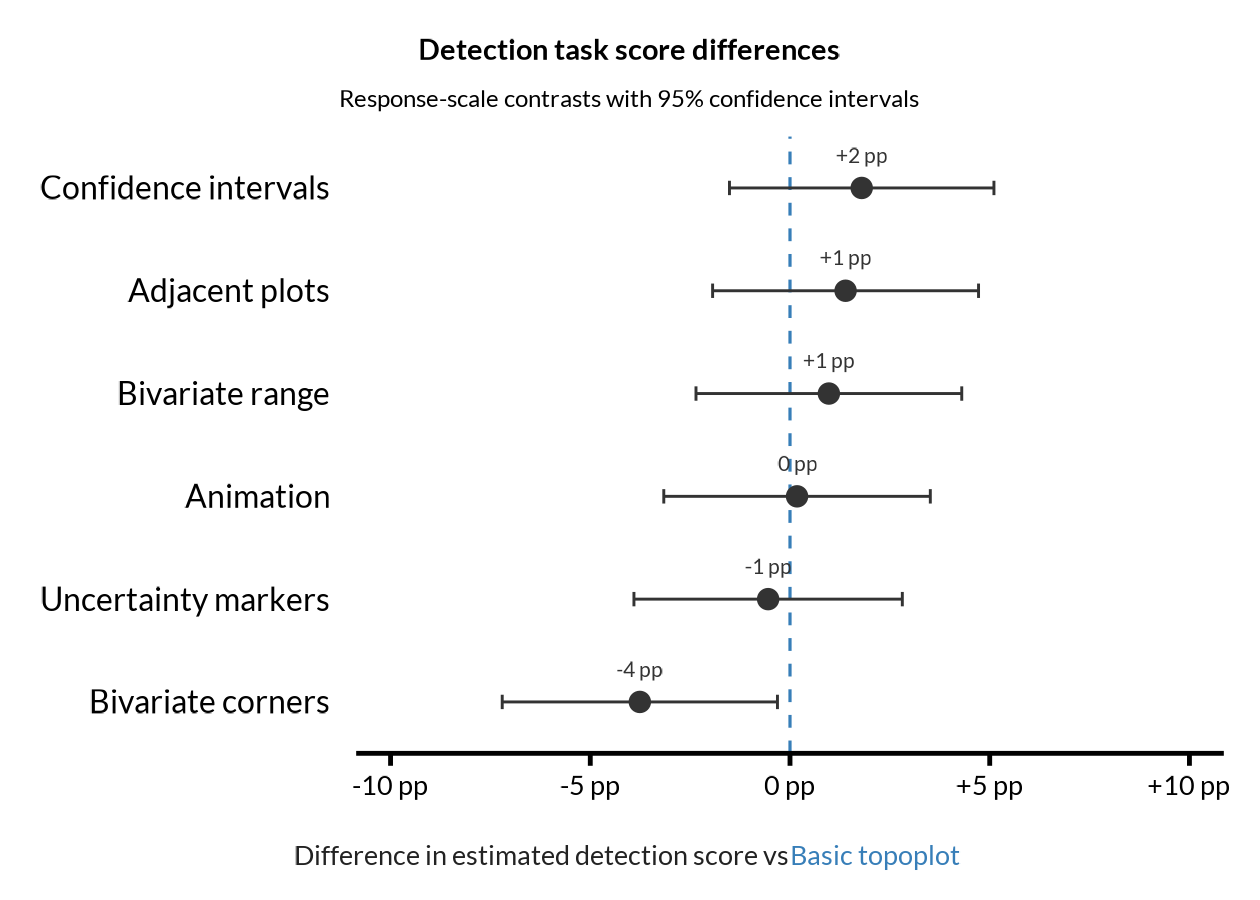 Detection task score differences
Response-scale contrasts with 95% confidence intervals
+2 pp
Confidence intervals
+1 pp
Adjacent plots
+1 pp
Bivariate range
0 pp
Animation
-1 pp
Uncertainty markers
-4 pp
Bivariate corners
-10 pp -5 pp 0 pp +5 pp +10 pp
Difference in estimated detection score vs Basic topoplot